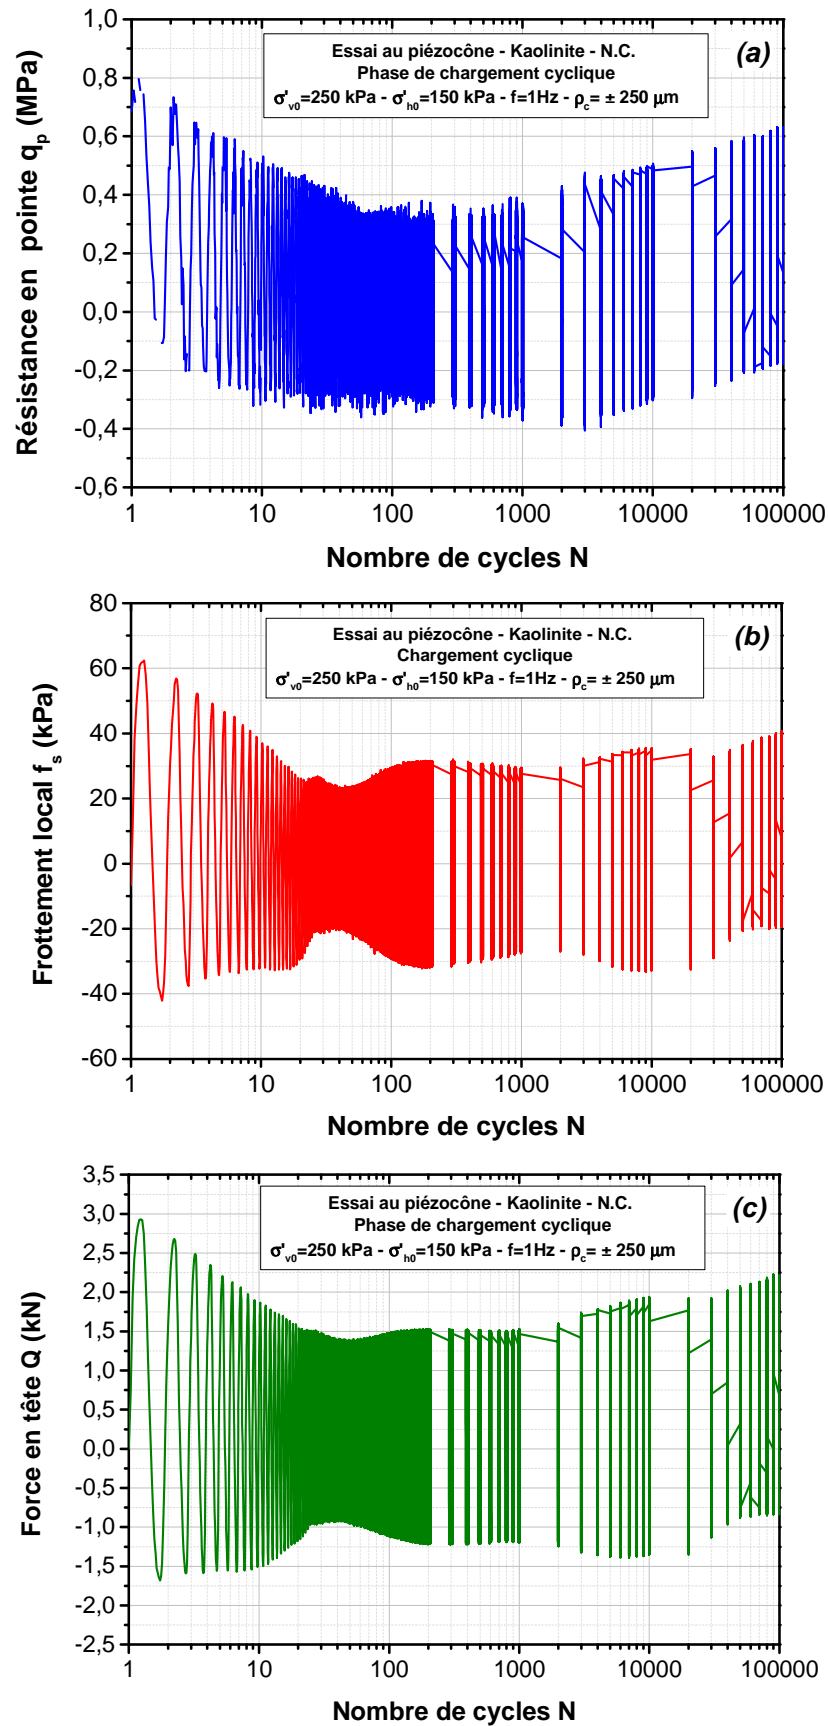 Résistance en pointe q_p (MPa)
1,0
0,8
0,6
0,4
0,2
0,0
-0,2
-0,4
-0,6
Essai au piézocône - Kaolinite - N.C.
Phase de chargement cyclique
σ'v0=250 kPa - σ'h0=150 kPa - f=1Hz - ρc= ± 250 μm
(a)
1 10 100 1000 10000 100000
Nombre de cycles N
Frottement local f_s (kPa)
80
60
40
20
0
-20
-40
-60
Essai au piézocône - Kaolinite - N.C.
Chargement cyclique
σ'v0=250 kPa - σ'h0=150 kPa - f=1Hz - ρc= ± 250 μm
(b)
1 10 100 1000 10000 100000
Nombre de cycles N
Force en tête Q (kN)
3,5
3,0
2,5
2,0
1,5
1,0
0,5
0,0
-0,5
-1,0
-1,5
-2,0
-2,5
Essai au piézocône - Kaolinite - N.C.
Phase de chargement cyclique
σ'v0=250 kPa - σ'h0=150 kPa - f=1Hz - ρc= ± 250 μm
(c)
1 10 100 1000 10000 100000
Nombre de cycles N